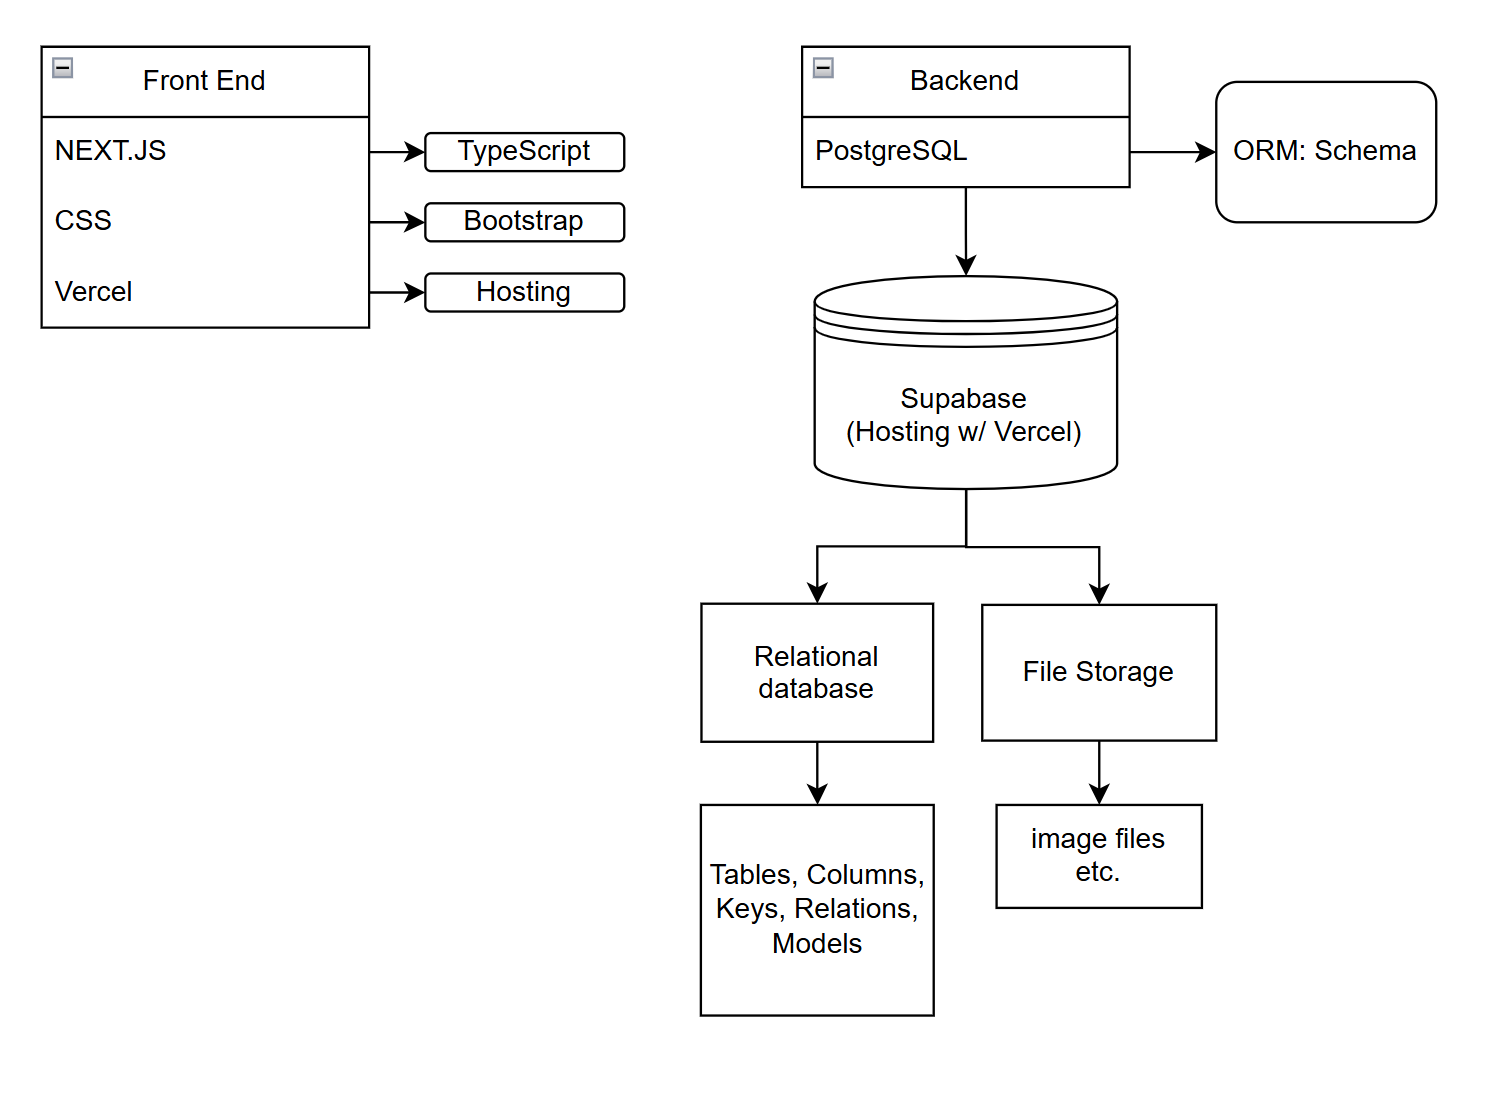 Front End
NEXT.JS
TypeScript
CSS
Bootstrap
Vercel
Hosting
Backend
PostgreSQL
ORM: Schema
Supabase
(Hosting w/ Vercel)
Relational
database
File Storage
Tables, Columns,
Keys, Relations,
Models
image files
etc.